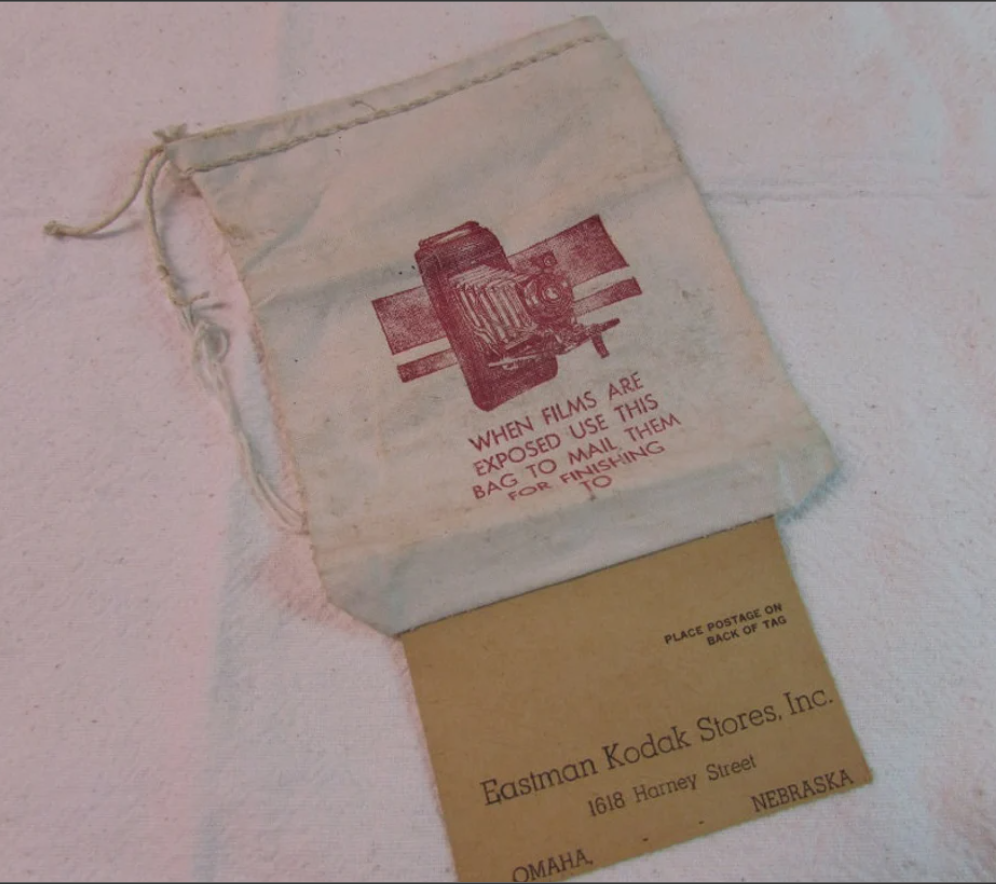 WHEN FILMS ARE
EXPOSED USE THIS
BAG TO MAIL THEM
FOR FINISHING
TO
PLACE POSTAGE ON
BACK OF TAG
Eastman Kodak Stores, Inc.
1618 Harney Street
OMAHA, NEBRASKA